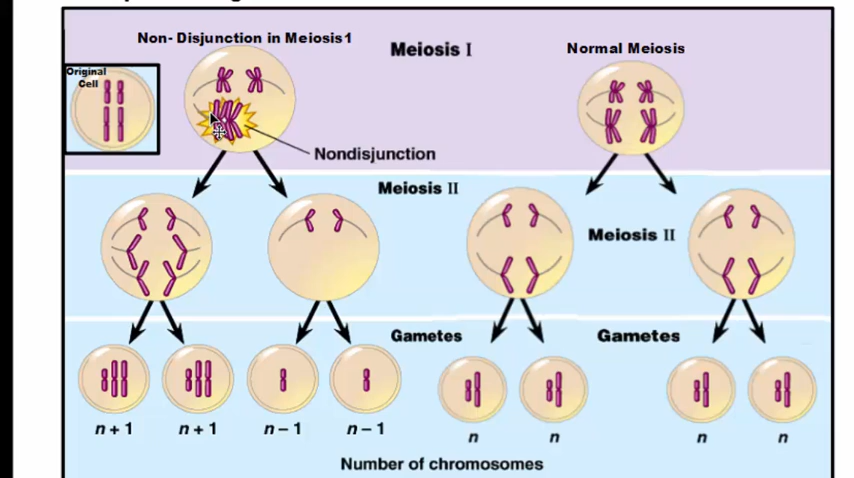 Non- Disjunction in Meiosis1
Meiosis I
Normal Meiosis
Original
Cell
Nondisjunction
Meiosis II
Meiosis II
Gametes
Gametes
n + 1
n + 1
n – 1
n – 1
n
n
n
n
Number of chromosomes